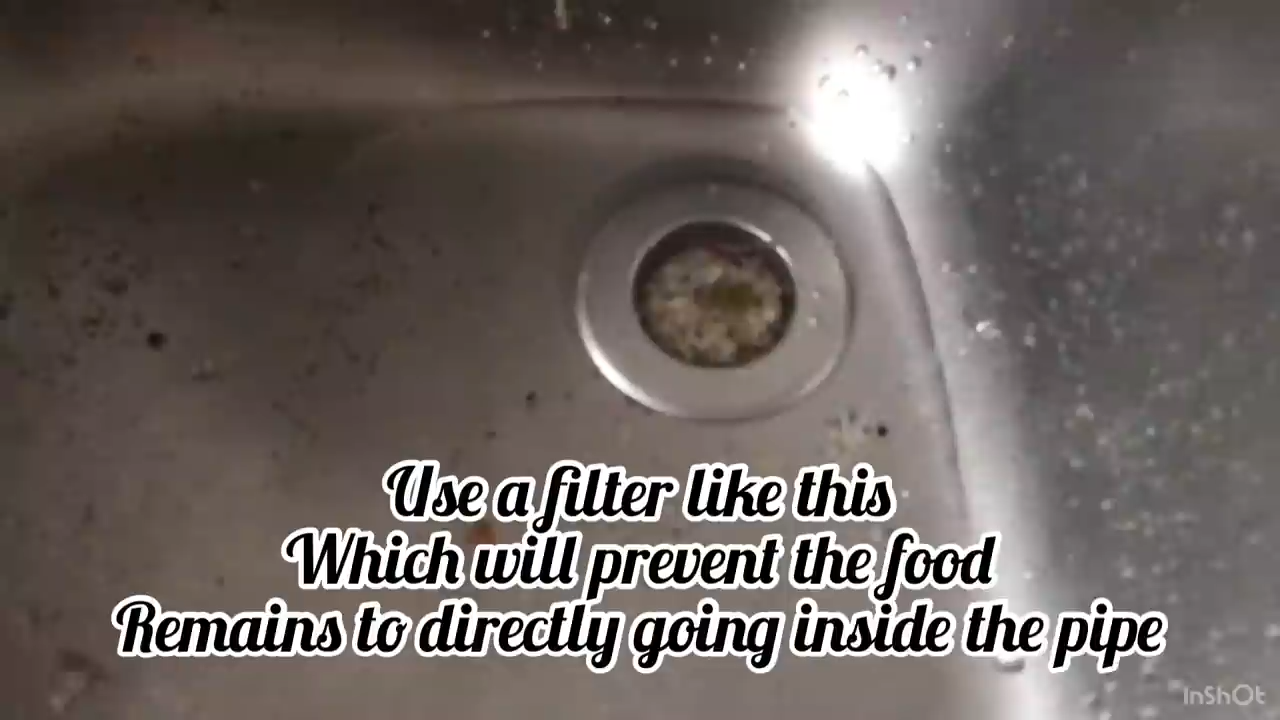 Use a filter like this
Which will prevent the food
Remains to directly going inside the pipe
InShOt